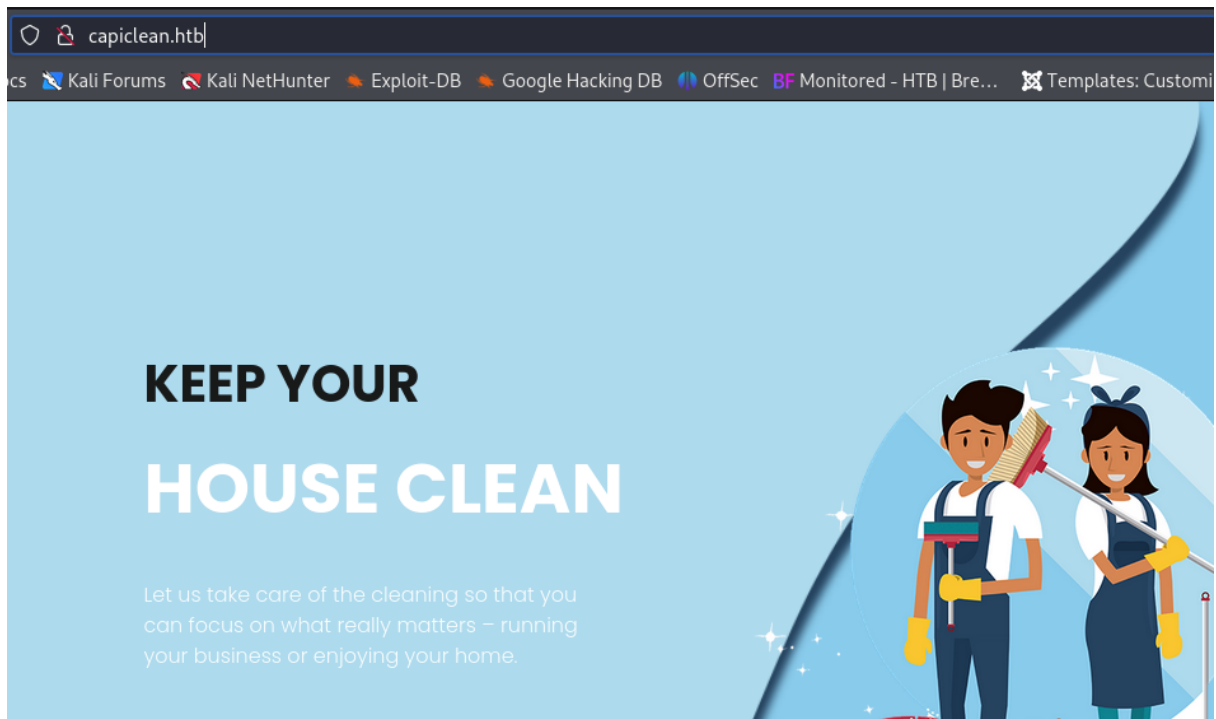 capiclean.htb
ocs Kali Forums Kali NetHunter Exploit-DB Google Hacking DB OffSec BF Monitored - HTB | Bre... Templates: Customi
KEEP YOUR
HOUSE CLEAN
Let us take care of the cleaning so that you
can focus on what really matters – running
your business or enjoying your home.